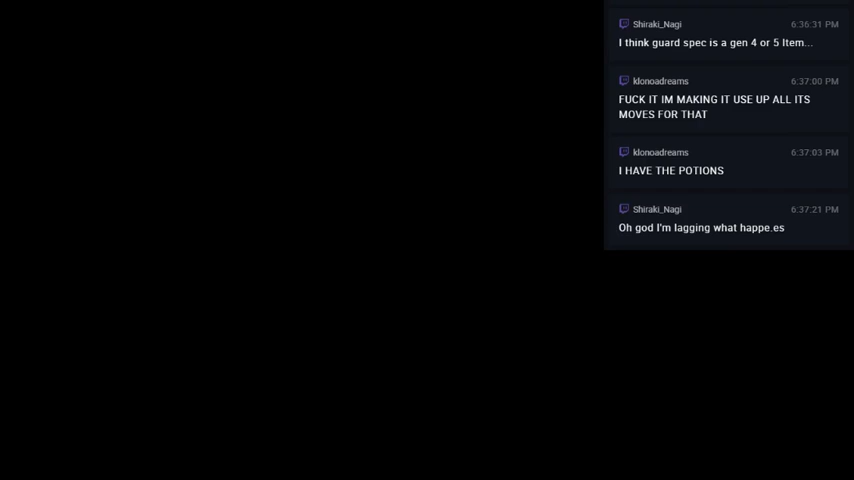 Shiraki_Nagi 6:36:31 PM
I think guard spec is a gen 4 or 5 Item...
klonoadreams 6:37:00 PM
FUCK IT IM MAKING IT USE UP ALL ITS
MOVES FOR THAT
klonoadreams 6:37:03 PM
I HAVE THE POTIONS
Shiraki_Nagi 6:37:21 PM
Oh god I'm lagging what happe.es